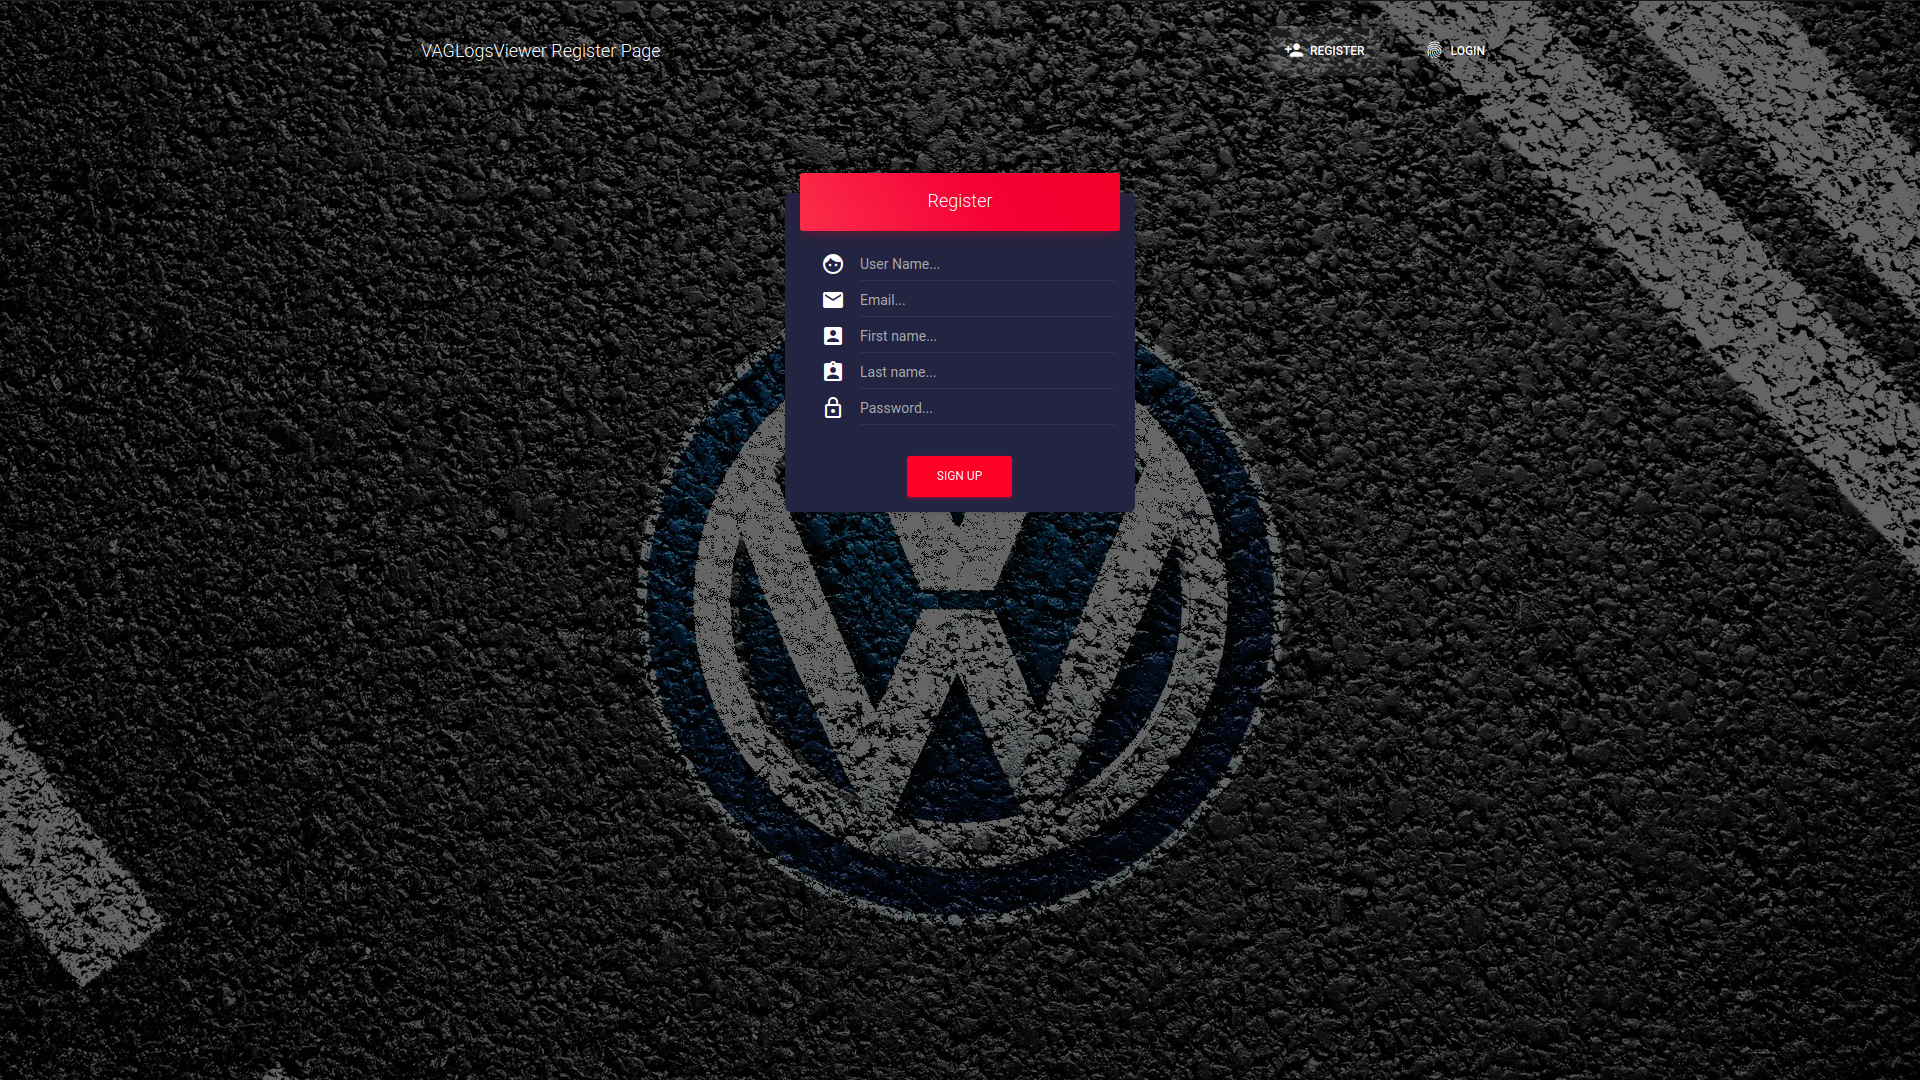 VAGLogsViewer Register Page
REGISTER
LOGIN
Register
User Name...
Email...
First name...
Last name...
Password...
SIGN UP